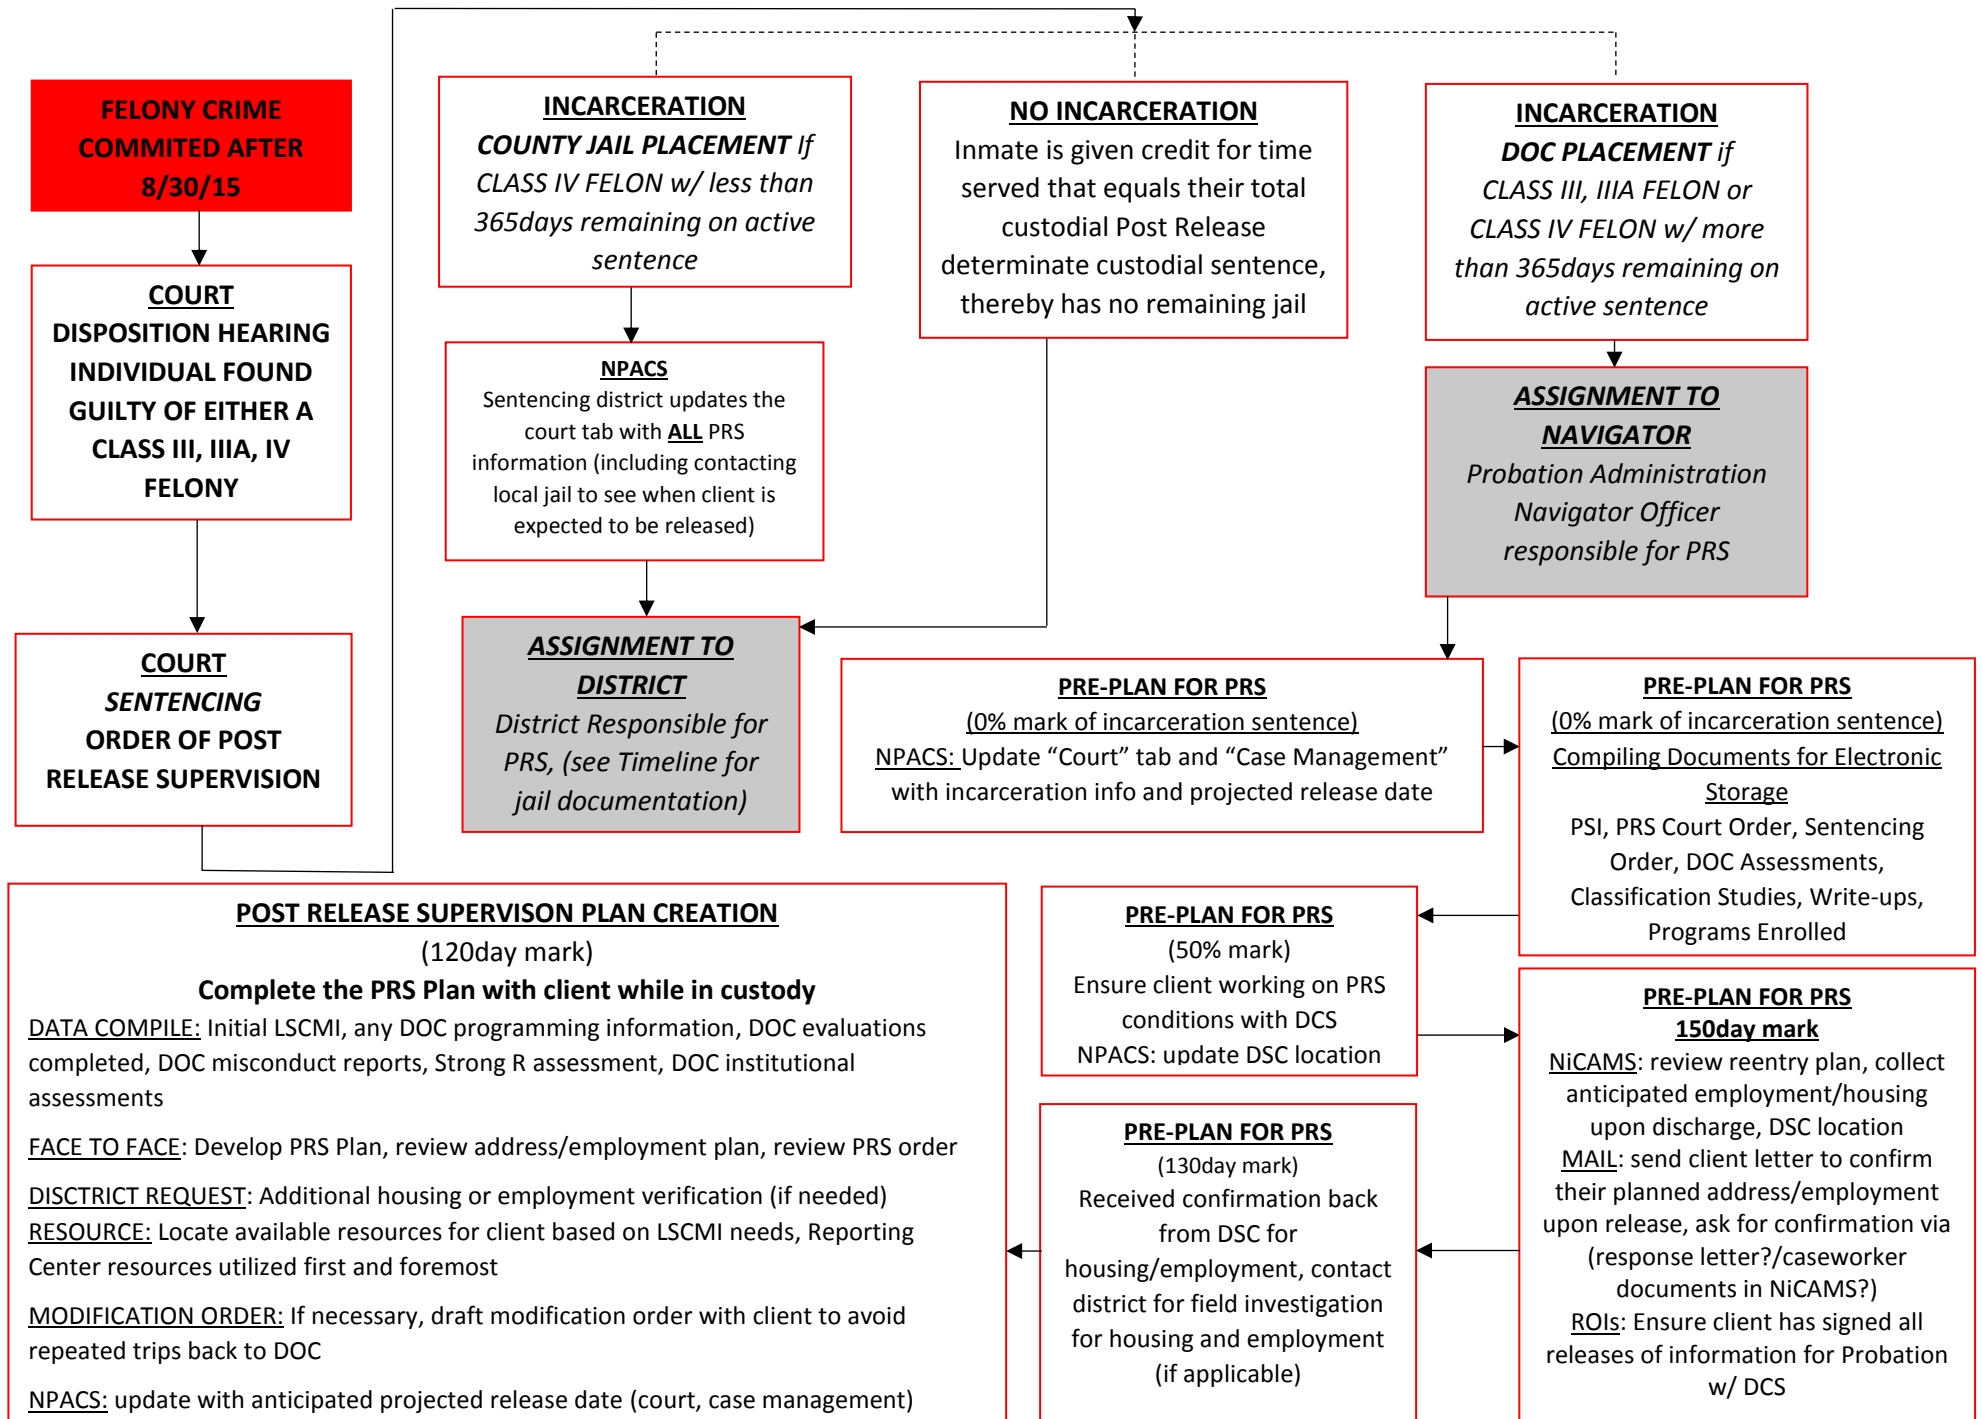 FELONY CRIME
COMMITED AFTER
8/30/15
COURT
DISPOSITION HEARING
INDIVIDUAL FOUND
GUILTY OF EITHER A
CLASS III, IIIA, IV
FELONY
COURT
SENTENCING
ORDER OF POST
RELEASE SUPERVISION
INCARCERATION
COUNTY JAIL PLACEMENT If
CLASS IV FELON w/ less than
365days remaining on active
sentence
NPACS
Sentencing district updates the
court tab with ALL PRS
information (including contacting
local jail to see when client is
expected to be released)
ASSIGNMENT TO
DISTRICT
District Responsible for
PRS, (see Timeline for
jail documentation)
NO INCARCERATION
Inmate is given credit for time
served that equals their total
custodial Post Release
determinate custodial sentence,
thereby has no remaining jail
INCARCERATION
DOC PLACEMENT if
CLASS III, IIIA FELON or
CLASS IV FELON w/ more
than 365days remaining on
active sentence
ASSIGNMENT TO
NAVIGATOR
Probation Administration
Navigator Officer
responsible for PRS
PRE-PLAN FOR PRS
(0% mark of incarceration sentence)
NPACS: Update “Court” tab and “Case Management”
with incarceration info and projected release date
PRE-PLAN FOR PRS
(0% mark of incarceration sentence)
Compiling Documents for Electronic
Storage
PSI, PRS Court Order, Sentencing
Order, DOC Assessments,
Classification Studies, Write-ups,
Programs Enrolled
PRE-PLAN FOR PRS
(50% mark)
Ensure client working on PRS
conditions with DCS
NPACS: update DSC location
PRE-PLAN FOR PRS
150day mark
NiCAMS: review reentry plan, collect
anticipated employment/housing
upon discharge, DSC location
MAIL: send client letter to confirm
their planned address/employment
upon release, ask for confirmation via
(response letter?/caseworker
documents in NiCAMS?)
ROIs: Ensure client has signed all
releases of information for Probation
w/ DCS
PRE-PLAN FOR PRS
(130day mark)
Received confirmation back
from DSC for
housing/employment, contact
district for field investigation
for housing and employment
(if applicable)
POST RELEASE SUPERVISON PLAN CREATION
(120day mark)
Complete the PRS Plan with client while in custody
DATA COMPILE: Initial LSCMI, any DOC programming information, DOC evaluations
completed, DOC misconduct reports, Strong R assessment, DOC institutional
assessments
FACE TO FACE: Develop PRS Plan, review address/employment plan, review PRS order
DISCTRICT REQUEST: Additional housing or employment verification (if needed)
RESOURCE: Locate available resources for client based on LSCMI needs, Reporting
Center resources utilized first and foremost
MODIFICATION ORDER: If necessary, draft modification order with client to avoid
repeated trips back to DOC
NPACS: update with anticipated projected release date (court, case management)